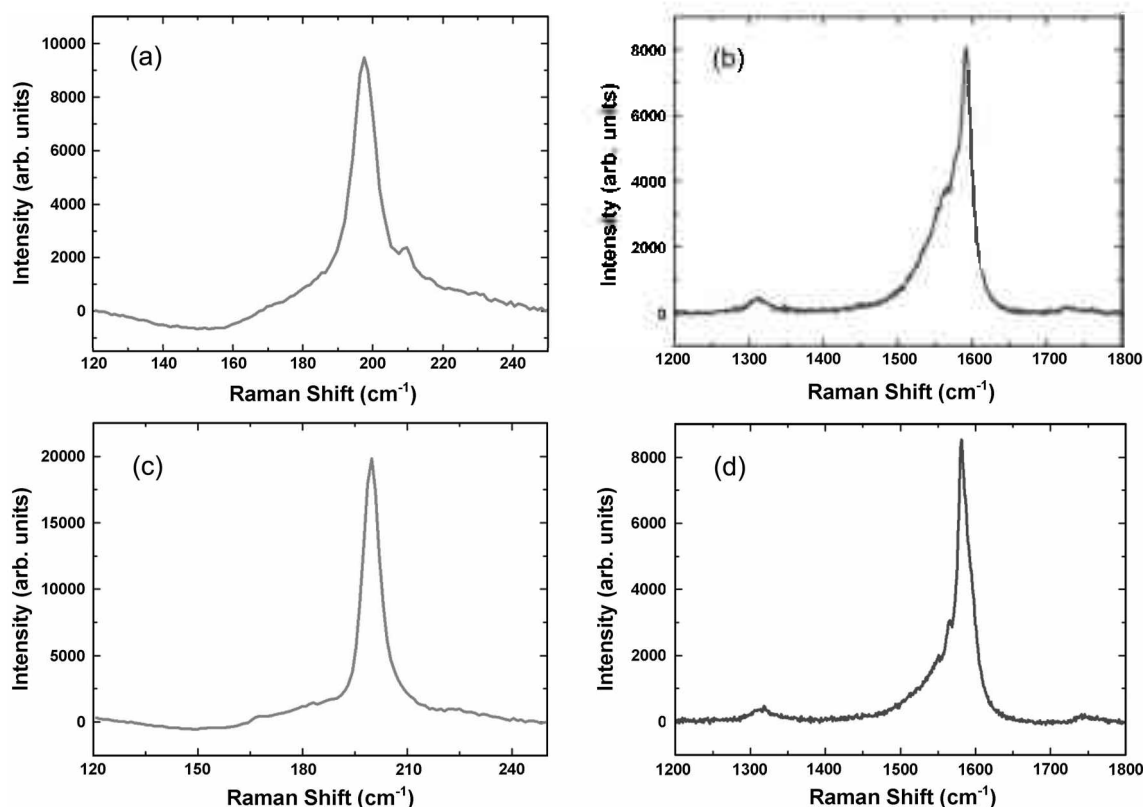 (a)
Intensity (arb. units)
10000
8000
6000
4000
2000
0
120 140 160 180 200 220 240
Raman Shift (cm⁻¹)
(b)
Intensity (arb. units)
8000
6000
4000
2000
0
1200 1300 1400 1500 1600 1700 1800
Raman Shift (cm⁻¹)
(c)
Intensity (arb. units)
20000
15000
10000
5000
0
120 150 180 210 240
Raman Shift (cm⁻¹)
(d)
Intensity (arb. units)
8000
6000
4000
2000
0
1200 1300 1400 1500 1600 1700 1800
Raman Shift (cm⁻¹)